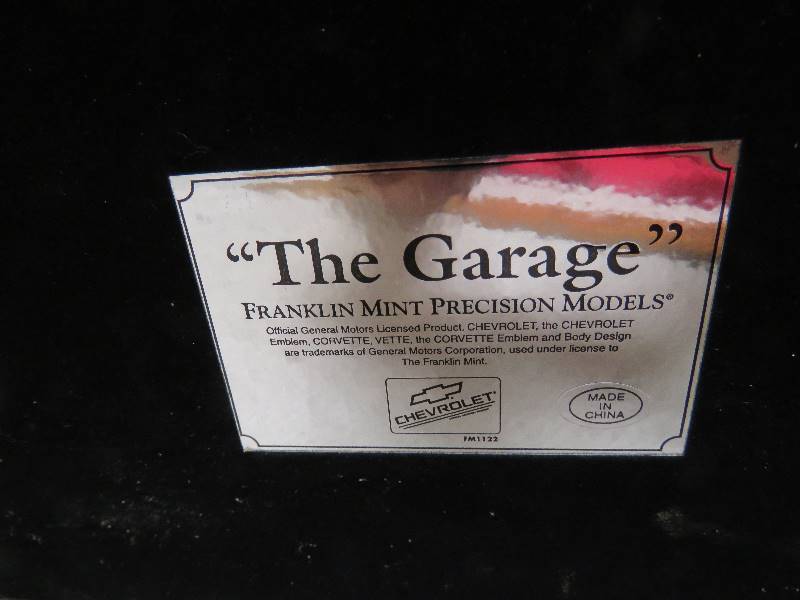 “The Garage”
FRANKLIN MINT PRECISION MODELS®
Official General Motors Licensed Product, CHEVROLET, the CHEVROLET
Emblem, CORVETTE, VETTE, the CORVETTE Emblem and Body Design
are trademarks of General Motors Corporation, used under license to
The Franklin Mint.
CHEVROLET
FM1122
MADE
IN
CHINA